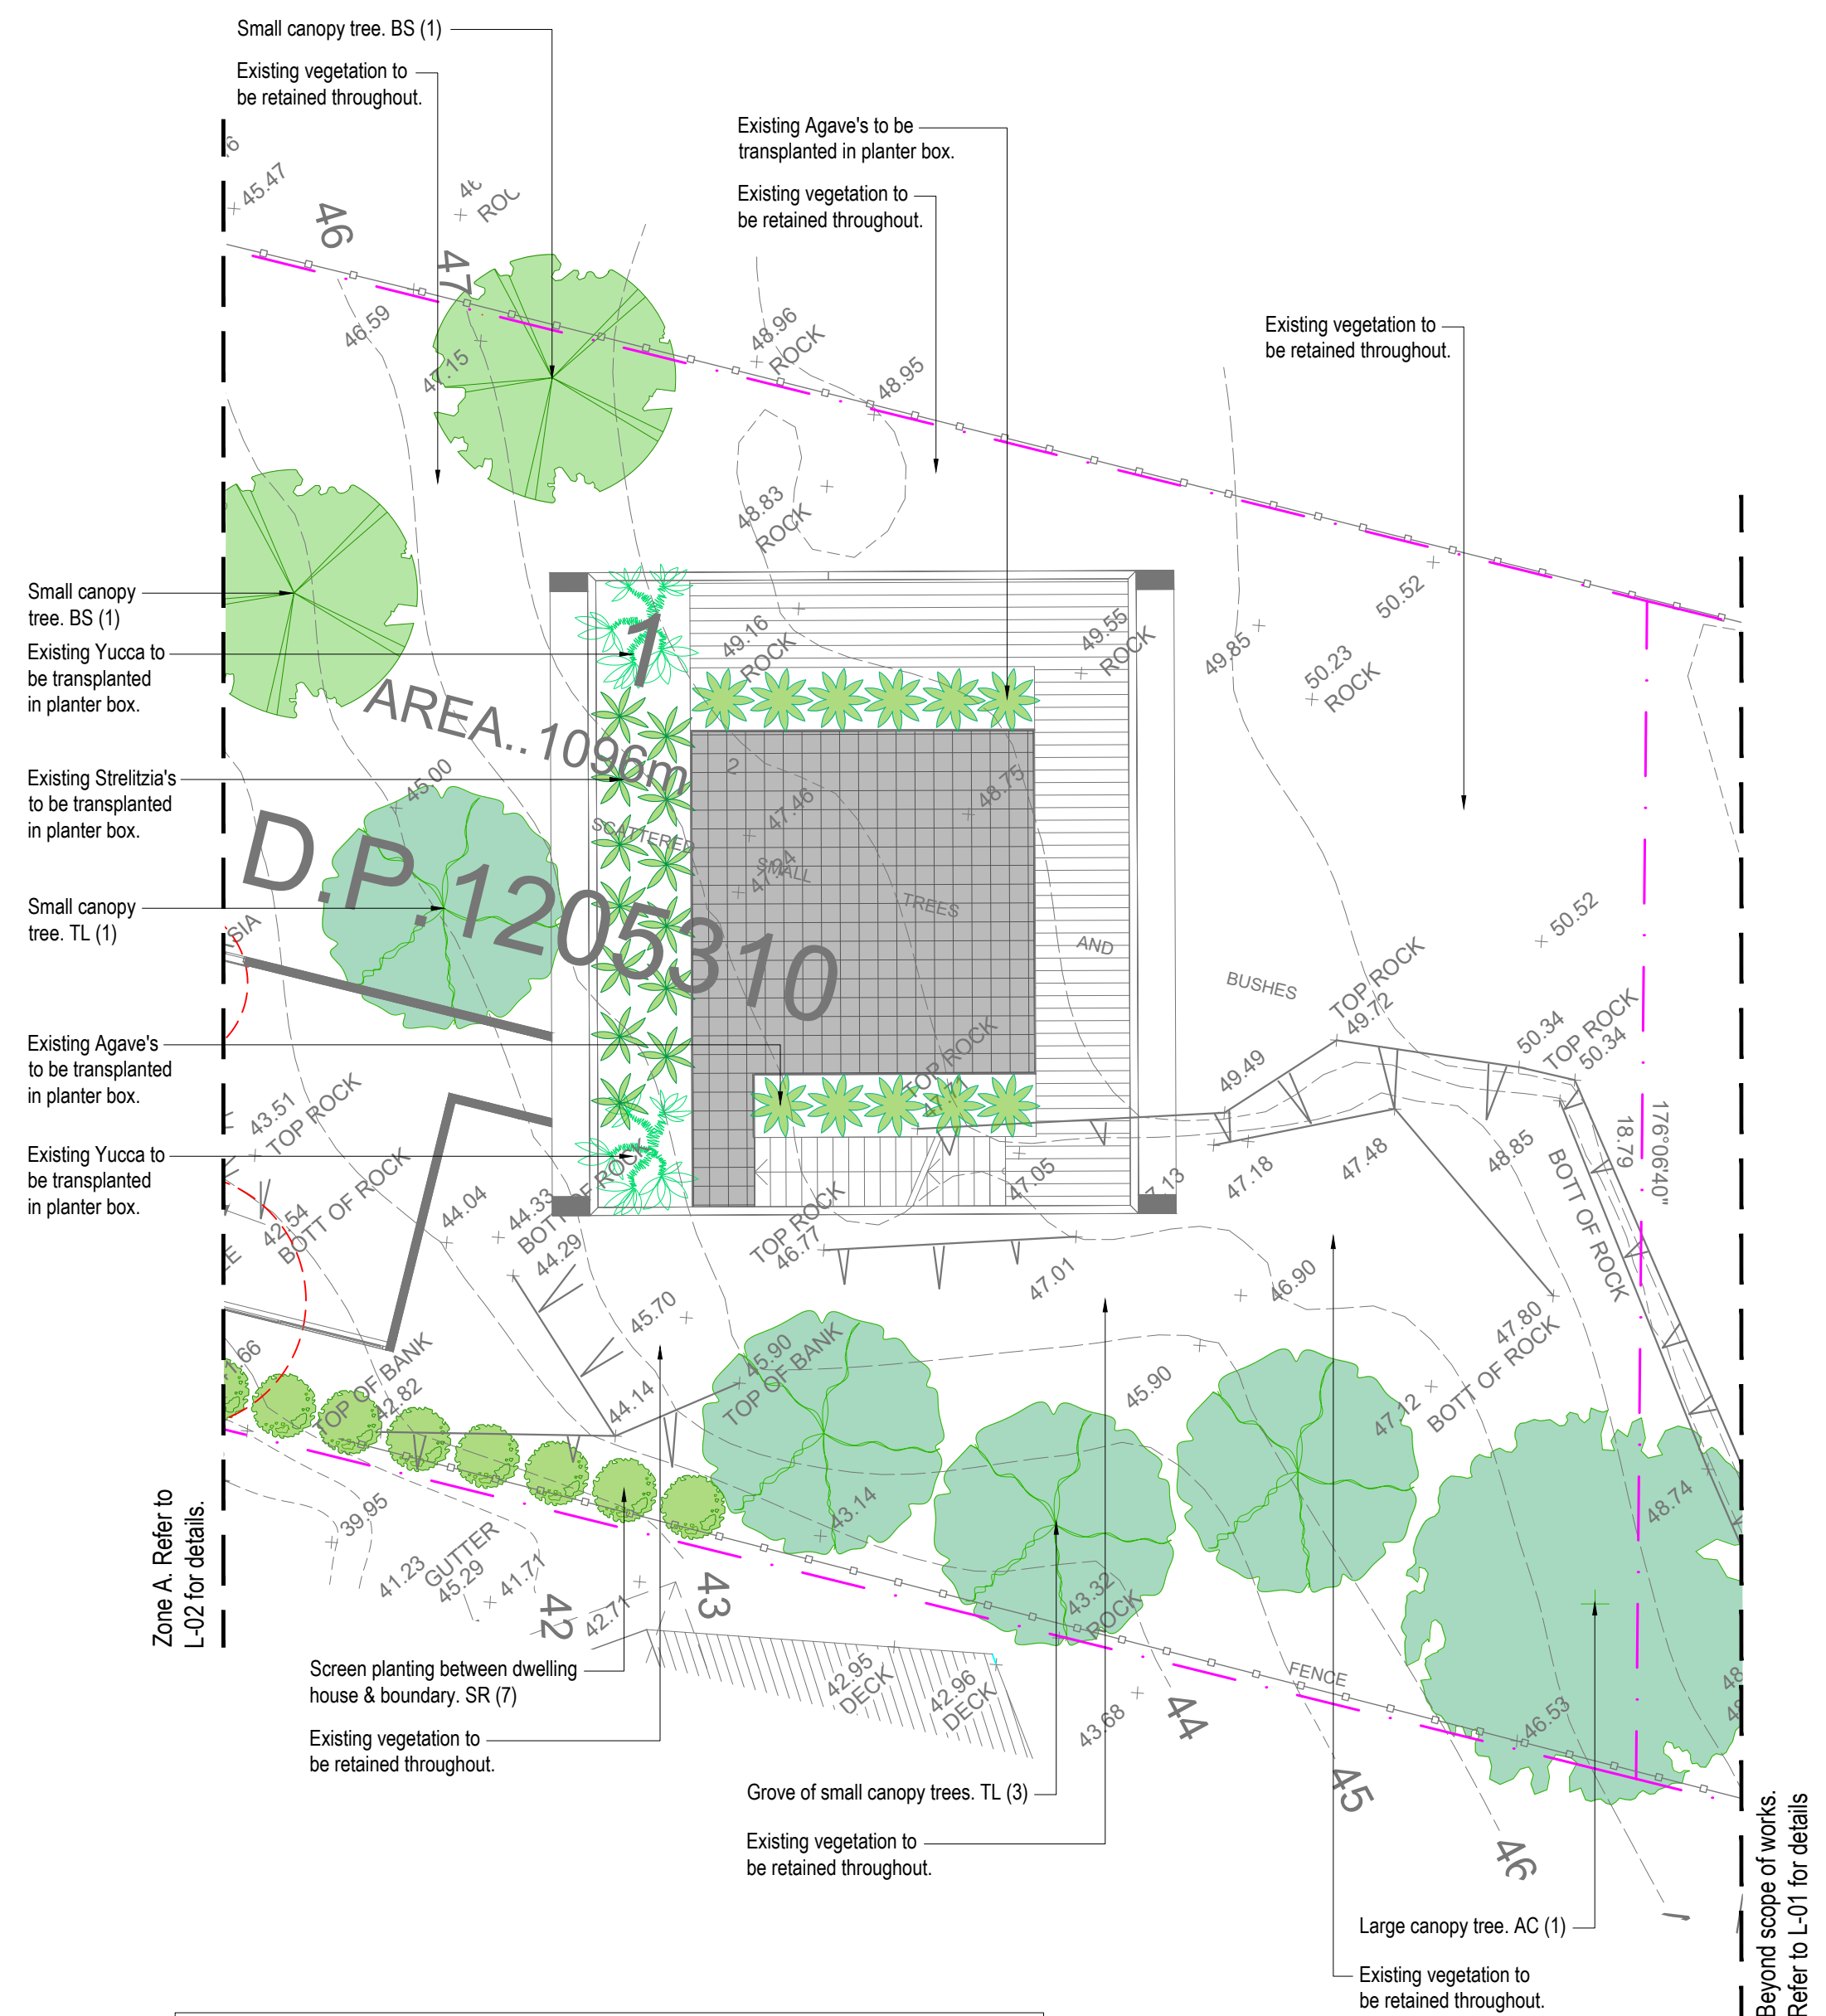 Small canopy tree. BS (1)
Existing vegetation to
be retained throughout.
Existing Agave's to be
transplanted in planter box.
Existing vegetation to
be retained throughout.
Existing vegetation to
be retained throughout.
45.47
46
47
ROC
46.59
47.15
48.96
ROCK
48.95
48.83
ROCK
Small canopy
tree. BS (1)
Existing Yucca to
be transplanted
in planter box.
Existing Strelitzia's
to be transplanted
in planter box.
Small canopy
tree. TL (1)
Existing Agave's
to be transplanted
in planter box.
Existing Yucca to
be transplanted
in planter box.
1
AREA..1096m
2
D.P.1205310
49.16
ROCK
49.55
ROCK
49.85
50.52
50.23
ROCK
45.00
47.46
48.75
SCATTERED
SMALL
TREES
AND
BUSHES
50.52
TOP ROCK
49.72
50.34
TOP ROCK
50.34
49.49
TOP ROCK
47.71
43.51
TOP ROCK
42.54
BOTT OF ROCK
44.04
44.33
BOTT OF ROCK
44.29
TOP ROCK
46.77
47.05
47.18
47.48
48.85
BOTT OF ROCK
18.79
176°06'40"
47.01
46.90
47.80
BOTT OF ROCK
45.70
45.90
TOP OF BANK
45.90
47.12
TOP OF BANK
42.82
44.14
43.14
48.74
39.95
41.23
GUTTER
45.29
41.71
42
42.71
43
43.32
ROCK
42.95
DECK
42.96
DECK
43.68
44
FENCE
46.53
45
46
Zone A. Refer to
L-02 for details.
Screen planting between dwelling
house & boundary. SR (7)
Existing vegetation to
be retained throughout.
Grove of small canopy trees. TL (3)
Existing vegetation to
be retained throughout.
Large canopy tree. AC (1)
Existing vegetation to
be retained throughout.
Beyond scope of works.
Refer to L-01 for details